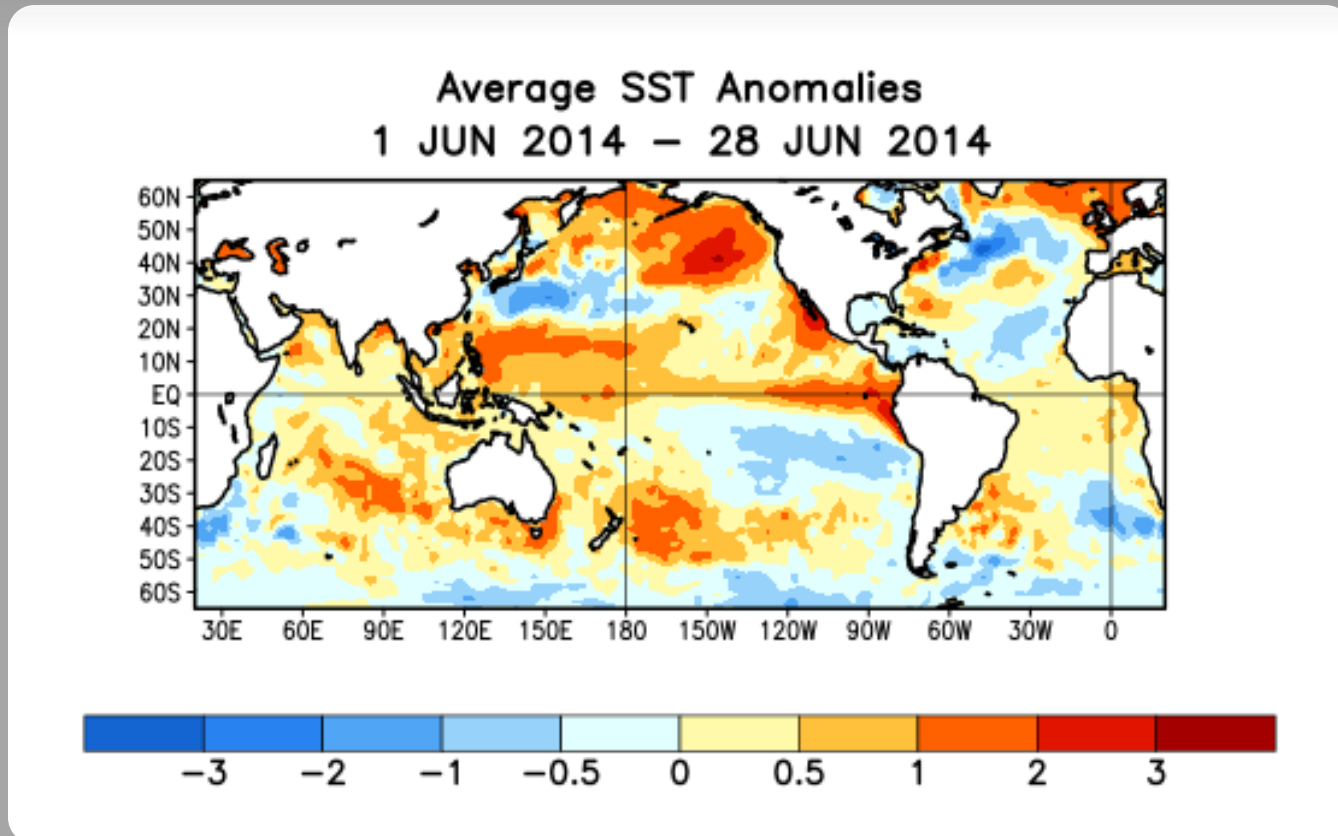 Average SST Anomalies
1 JUN 2014 – 28 JUN 2014
60N
50N
40N
30N
20N
10N
EQ
10S
20S
30S
40S
50S
60S
30E 60E 90E 120E 150E 180 150W 120W 90W 60W 30W 0
−3 −2 −1 −0.5 0 0.5 1 2 3